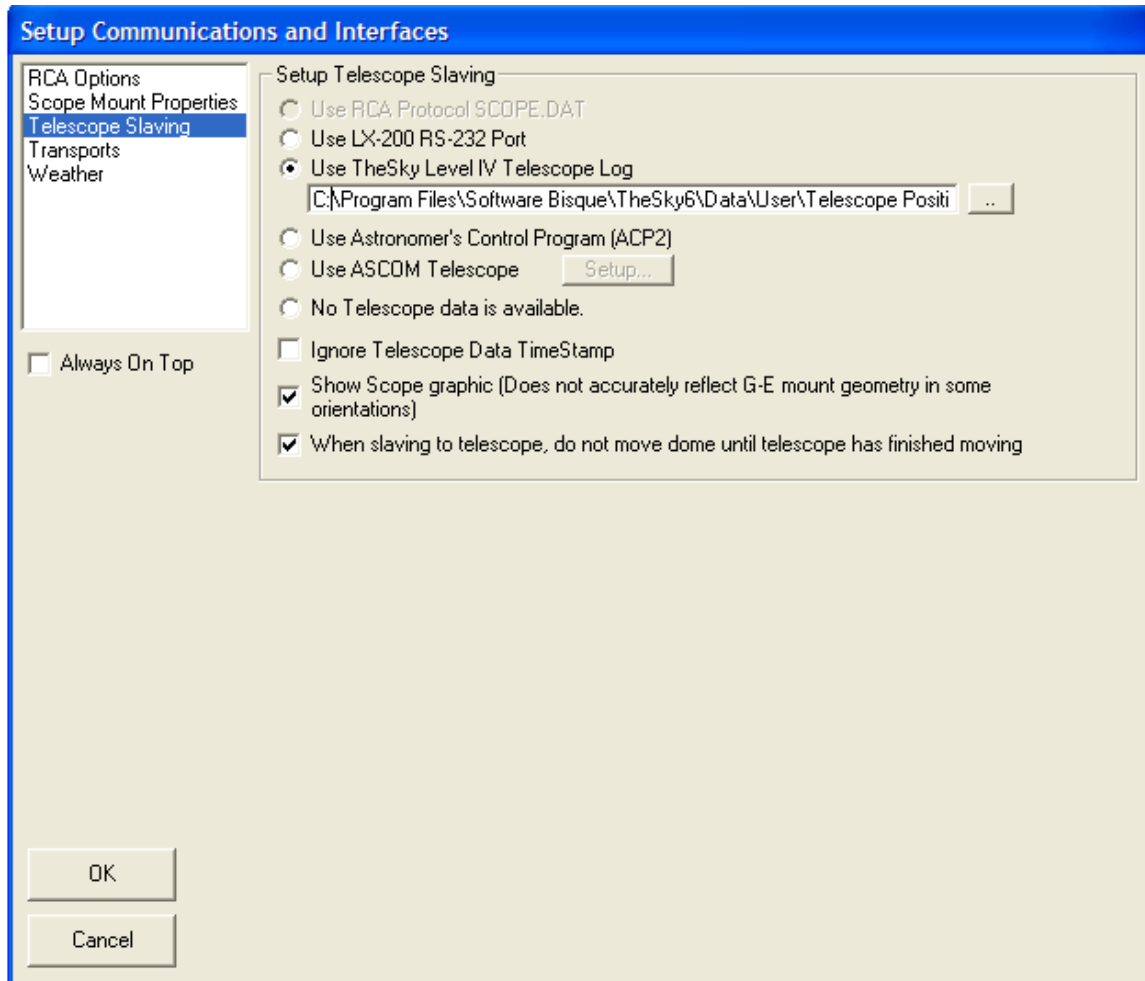 Setup Communications and Interfaces
RCA Options
Scope Mount Properties
Telescope Slaving
Transports
Weather
Always On Top
Setup Telescope Slaving
Use RCA Protocol SCOPE.DAT
Use LX-200 RS-232 Port
Use TheSky Level IV Telescope Log
C:\Program Files\Software Bisque\TheSky6\Data\User\Telescope Positi
..
Use Astronomer's Control Program (ACP2)
Use ASCOM Telescope
Setup...
No Telescope data is available.
Ignore Telescope Data TimeStamp
Show Scope graphic (Does not accurately reflect G-E mount geometry in some
orientations)
When slaving to telescope, do not move dome until telescope has finished moving
OK
Cancel